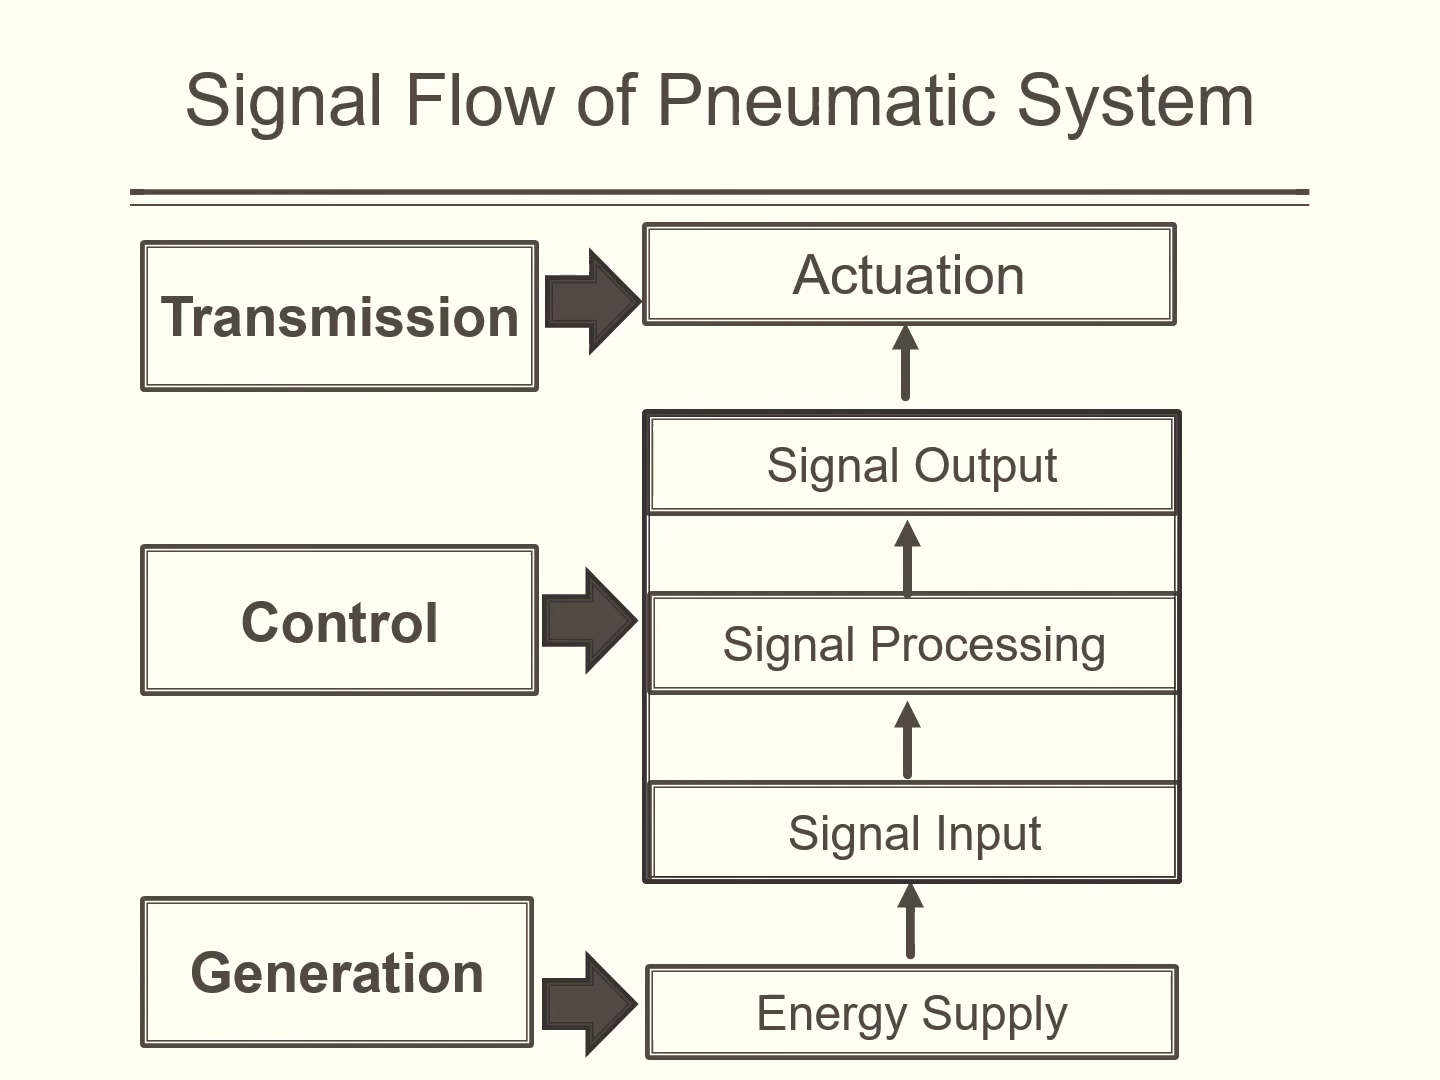 Signal Flow of Pneumatic System
Transmission
Actuation
Signal Output
Control
Signal Processing
Signal Input
Generation
Energy Supply